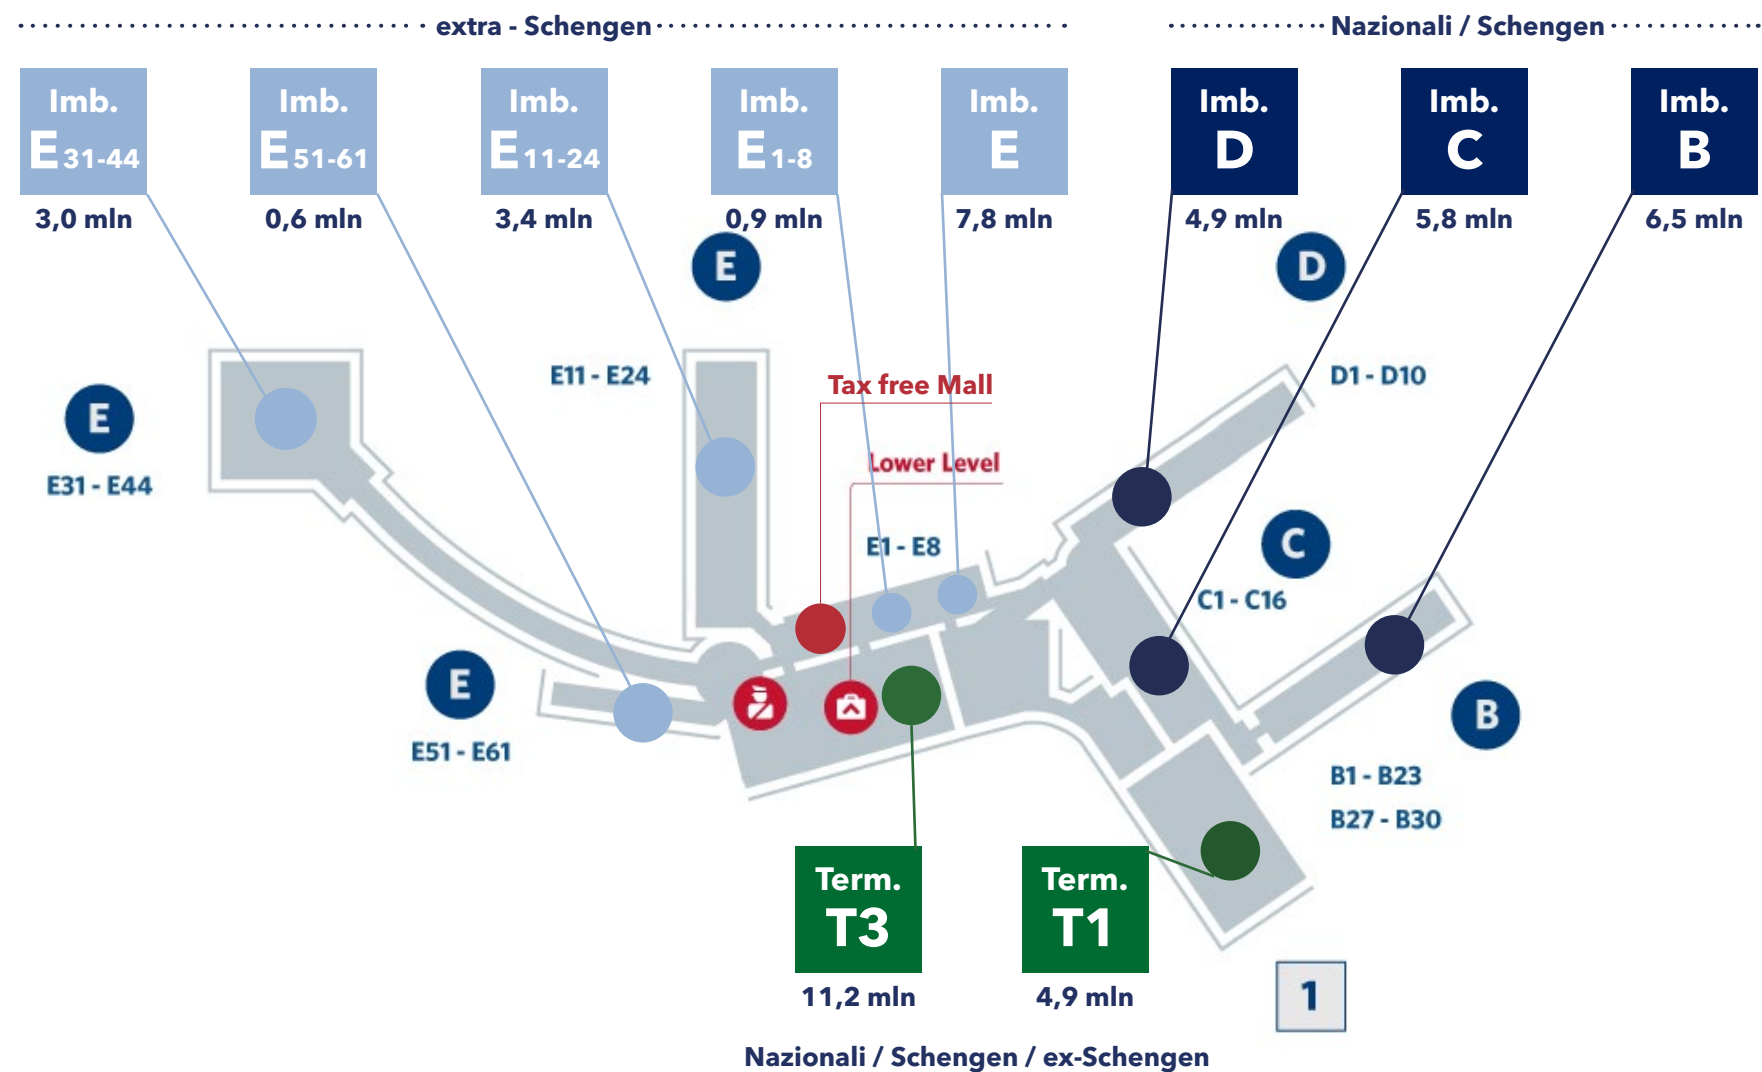 extra - Schengen
Nazionali / Schengen
Imb.
E 31-44
3,0 mln
Imb.
E 51-61
0,6 mln
Imb.
E 11-24
3,4 mln
Imb.
E 1-8
0,9 mln
Imb.
E
7,8 mln
Imb.
D
4,9 mln
Imb.
C
5,8 mln
Imb.
B
6,5 mln
E
D
E11 - E24
Tax free Mall
D1 - D10
E
E31 - E44
Lower Level
E1 - E8
C
C1 - C16
E
E51 - E61
B
B1 - B23
B27 - B30
Term.
T3
11,2 mln
Term.
T1
4,9 mln
1
Nazionali / Schengen / ex-Schengen